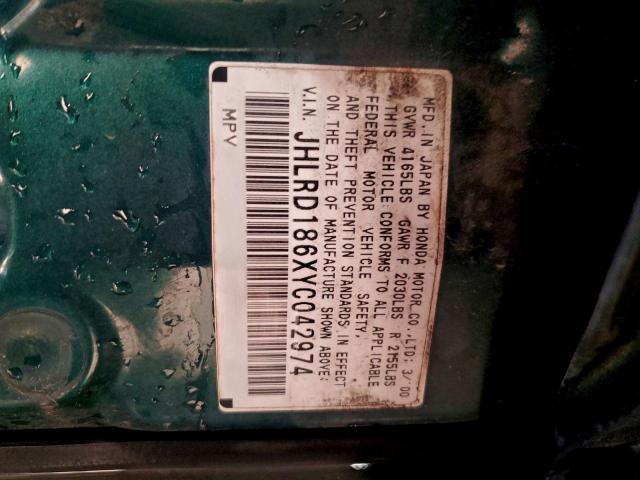 MFD. IN JAPAN BY HONDA MOTOR CO., LTD; 3/'00
GVWR 4165LBS GAWR F 2030LBS R 2155LBS
THIS VEHICLE CONFORMS TO ALL APPLICABLE
FEDERAL MOTOR VEHICLE SAFETY,
AND THEFT PREVENTION STANDARDS IN EFFECT
ON THE DATE OF MANUFACTURE SHOWN ABOVE;
V.I.N. JHLRD186XYC042974
MPV